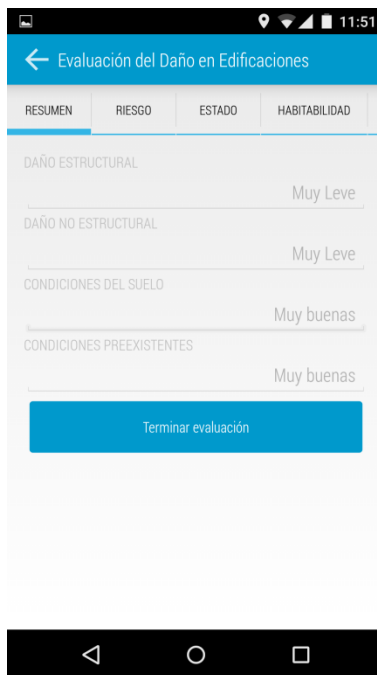 11:51
Evaluación del Daño en Edificaciones
RESUMEN RIESGO ESTADO HABITABILIDAD
DAÑO ESTRUCTURAL
Muy Leve
DAÑO NO ESTRUCTURAL
Muy Leve
CONDICIONES DEL SUELO
Muy buenas
CONDICIONES PREEXISTENTES
Muy buenas
Terminar evaluación